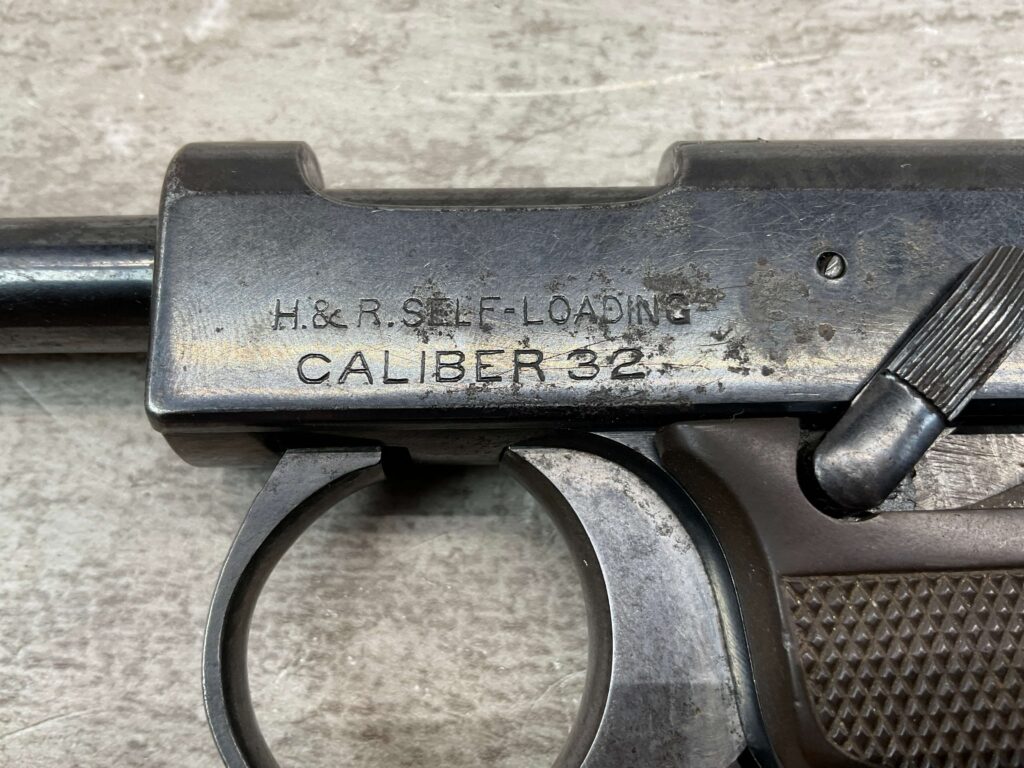 H.& R. SELF-LOADING
CALIBER 32